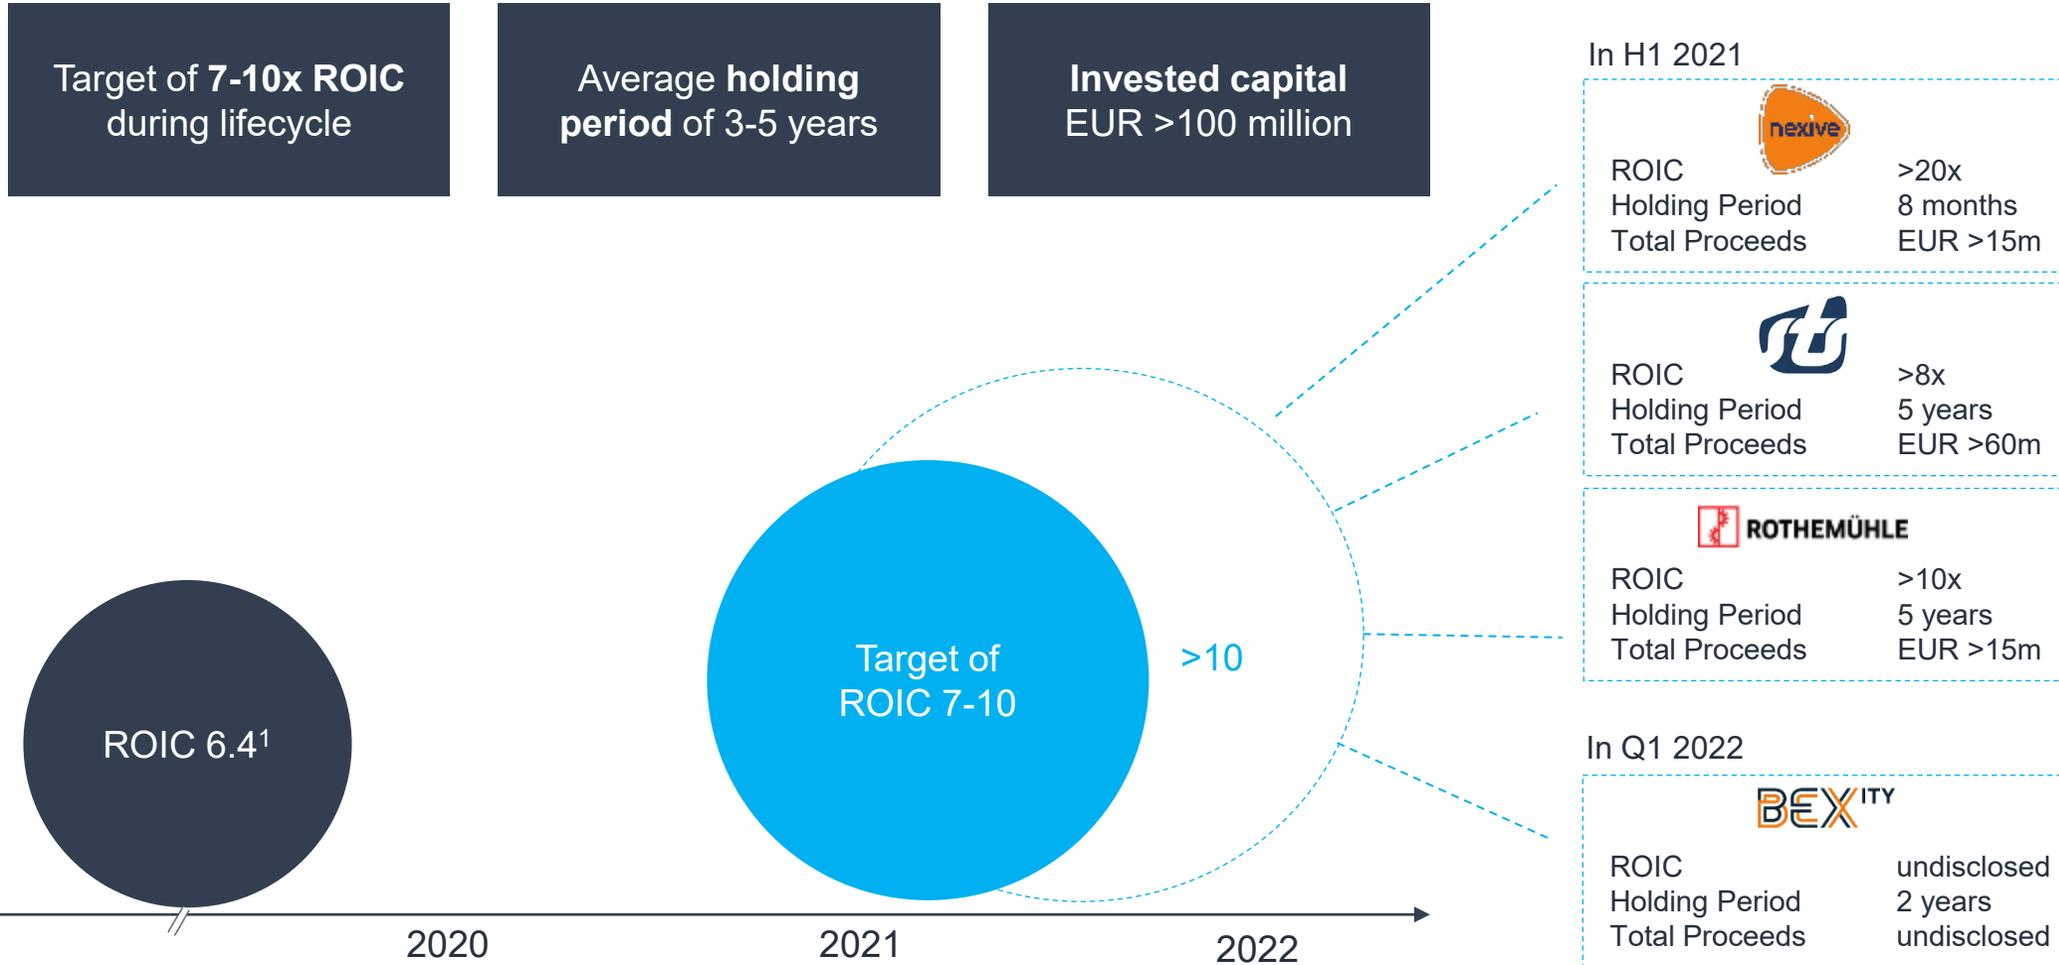 Target of 7-10x ROIC
during lifecycle
Average holding
period of 3-5 years
Invested capital
EUR >100 million
In H1 2021
nexive
ROIC >20x
Holding Period 8 months
Total Proceeds EUR >15m
ROIC >8x
Holding Period 5 years
Total Proceeds EUR >60m
ROTHEMÜHLE
ROIC >10x
Holding Period 5 years
Total Proceeds EUR >15m
Target of
ROIC 7-10
>10
ROIC 6.4¹
In Q1 2022
BEXITY
ROIC undisclosed
Holding Period 2 years
Total Proceeds undisclosed
2020
2021
2022